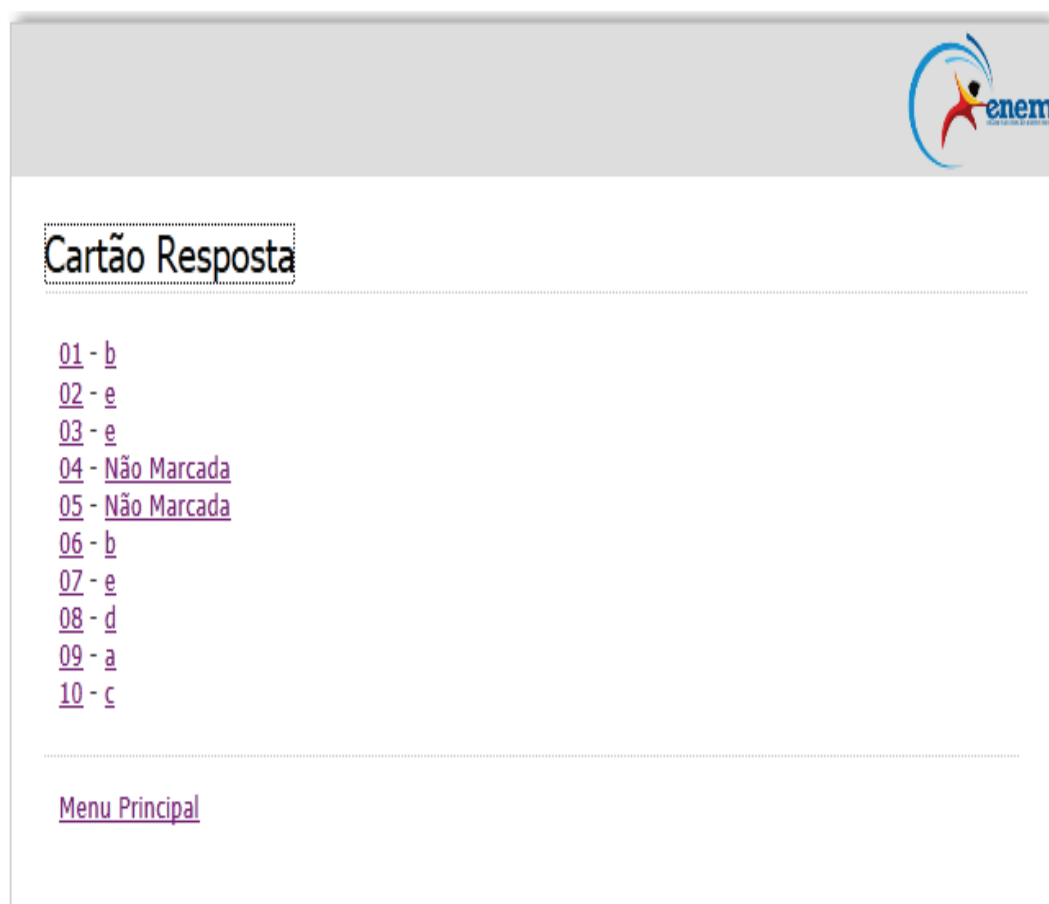 enem
Cartão Resposta
01 - b
02 - e
03 - e
04 - Não Marcada
05 - Não Marcada
06 - b
07 - e
08 - d
09 - a
10 - c
Menu Principal